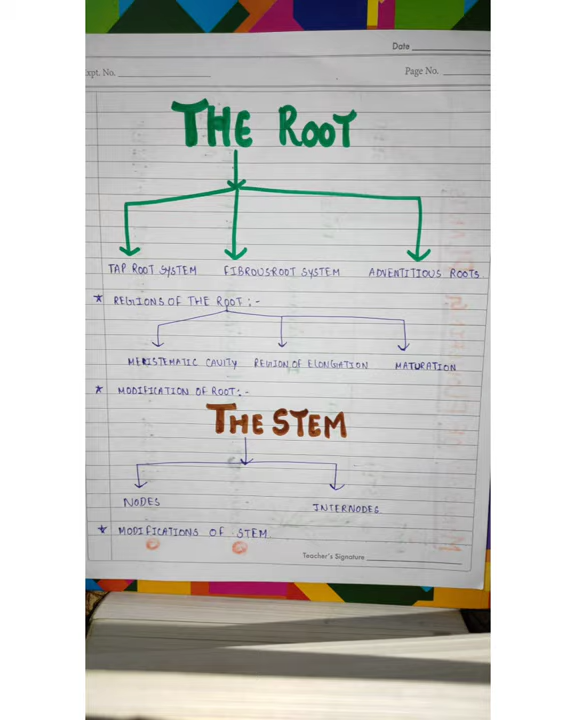 Date
xpt. No.
Page No.
THE ROOT
TAP ROOT SYSTEM FIBROUSROOT SYSTEM ADVENTITIOUS ROOTS
* REGIONS OF THE ROOT :-
MERISTEMATIC CAVITY REGION OF ELONGATION MATURATION
* MODIFICATION OF ROOT:-
THE STEM
NODES INTERNODES
* MODIFICATIONS OF STEM
Teacher's Signature